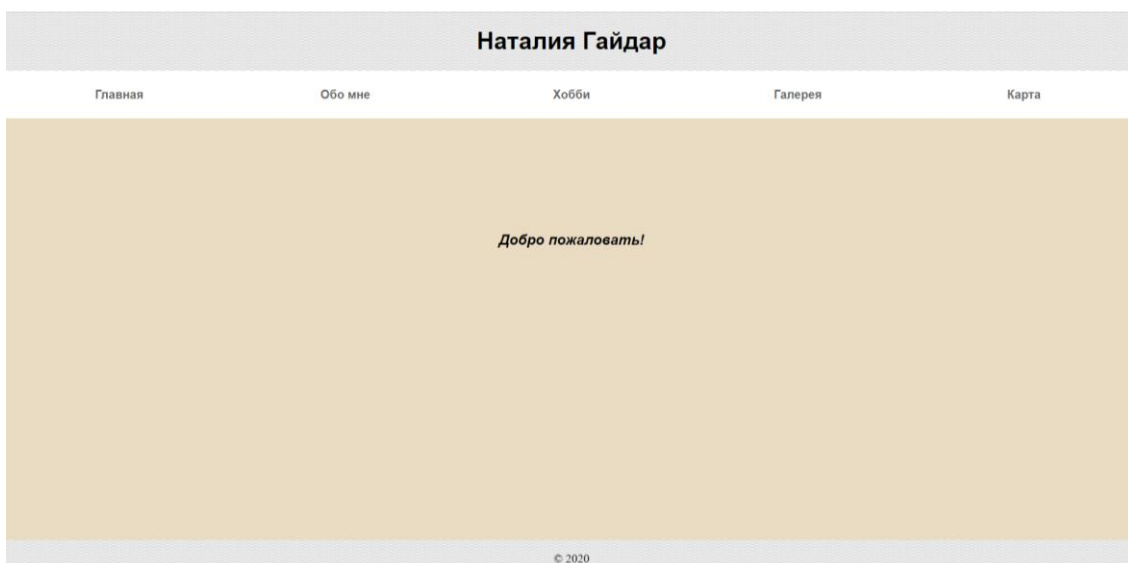 Наталия Гайдар
Главная Обо мне Хобби Галерея Карта
Добро пожаловать!
© 2020